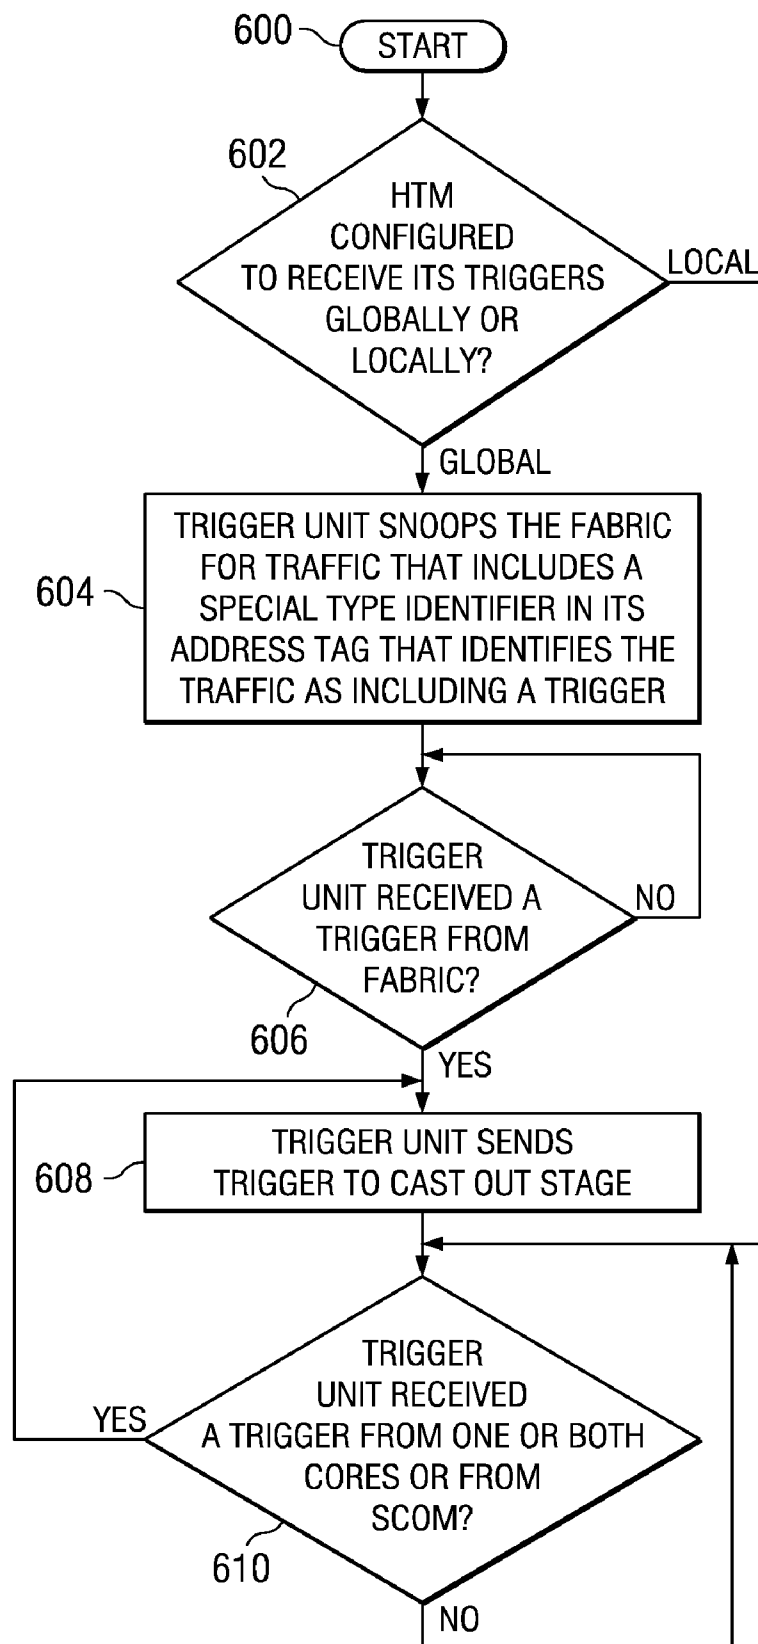 600
START
602
HTM
CONFIGURED
TO RECEIVE ITS TRIGGERS
GLOBALLY OR
LOCALLY?
LOCAL
GLOBAL
604
TRIGGER UNIT SNOOPS THE FABRIC
FOR TRAFFIC THAT INCLUDES A
SPECIAL TYPE IDENTIFIER IN ITS
ADDRESS TAG THAT IDENTIFIES THE
TRAFFIC AS INCLUDING A TRIGGER
TRIGGER
UNIT RECEIVED A
TRIGGER FROM
FABRIC?
NO
606
YES
608
TRIGGER UNIT SENDS
TRIGGER TO CAST OUT STAGE
TRIGGER
UNIT RECEIVED
A TRIGGER FROM ONE OR BOTH
CORES OR FROM
SCOM?
YES
610
NO